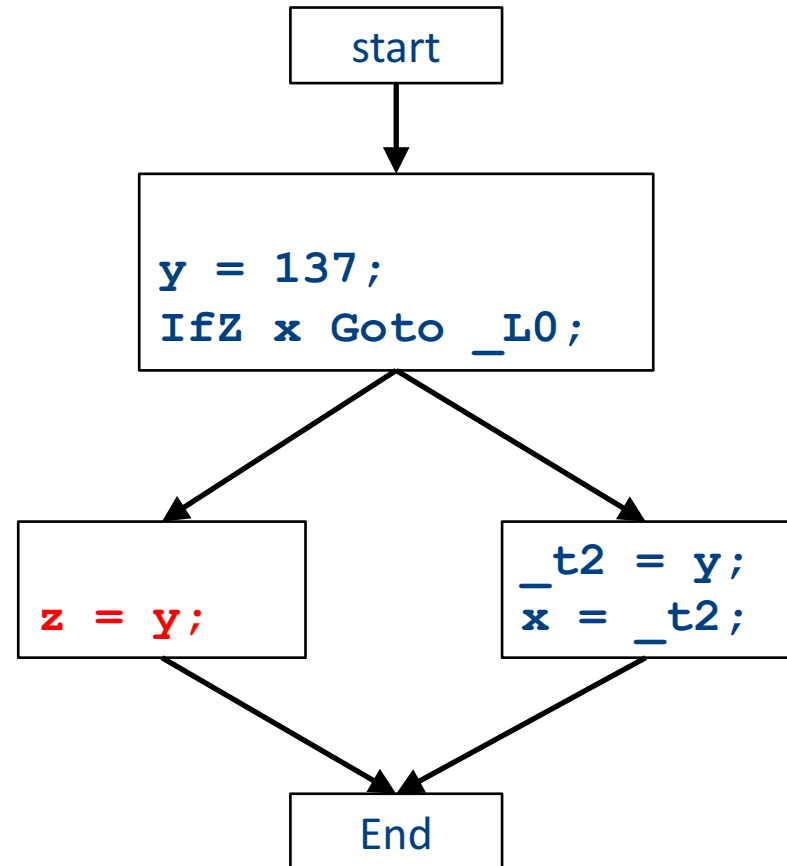 start
y = 137;
IfZ x Goto _L0;
z = y;
_t2 = y;
x = _t2;
End